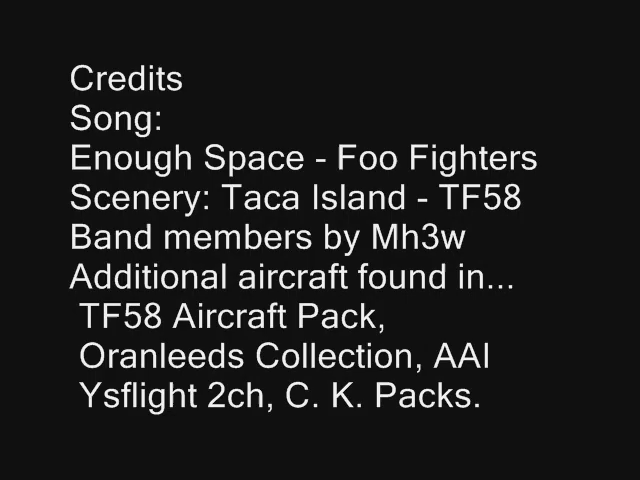 Credits
Song:
Enough Space - Foo Fighters
Scenery: Taca Island - TF58
Band members by Mh3w
Additional aircraft found in...
TF58 Aircraft Pack,
Oranleeds Collection, AAI
Ysflight 2ch, C. K. Packs.